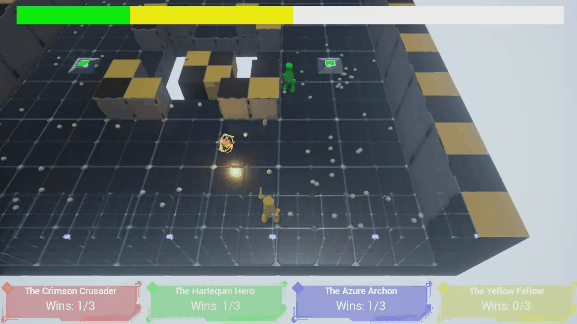 The Crimson Crusader
Wins: 1/3
The Harlequn Hero
Wins: 1/3
The Azure Archon
Wins: 1/3
The Yellow Fellow
Wins: 0/3